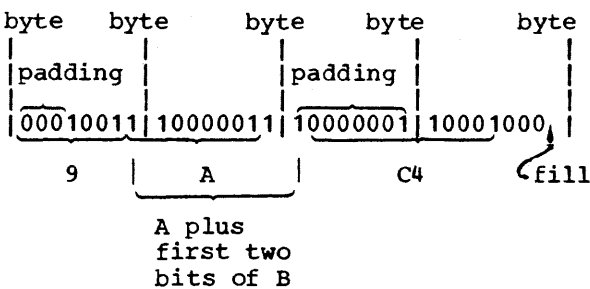 byte byte byte byte byte
padding padding
00010011 10000011 10000001 10001000
9 A C4 fill
A plus
first two
bits of B